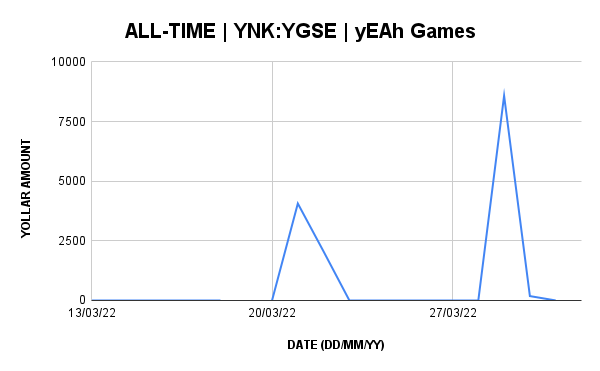 ALL-TIME | YNK:YGSE | yEAh Games
10000
7500
5000
2500
0
YOLLAR AMOUNT
13/03/22 20/03/22 27/03/22
DATE (DD/MM/YY)